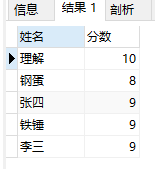 信息 结果 1 剖析
姓名 分数
理解 10
钢蛋 8
张四 9
铁锤 9
李三 9